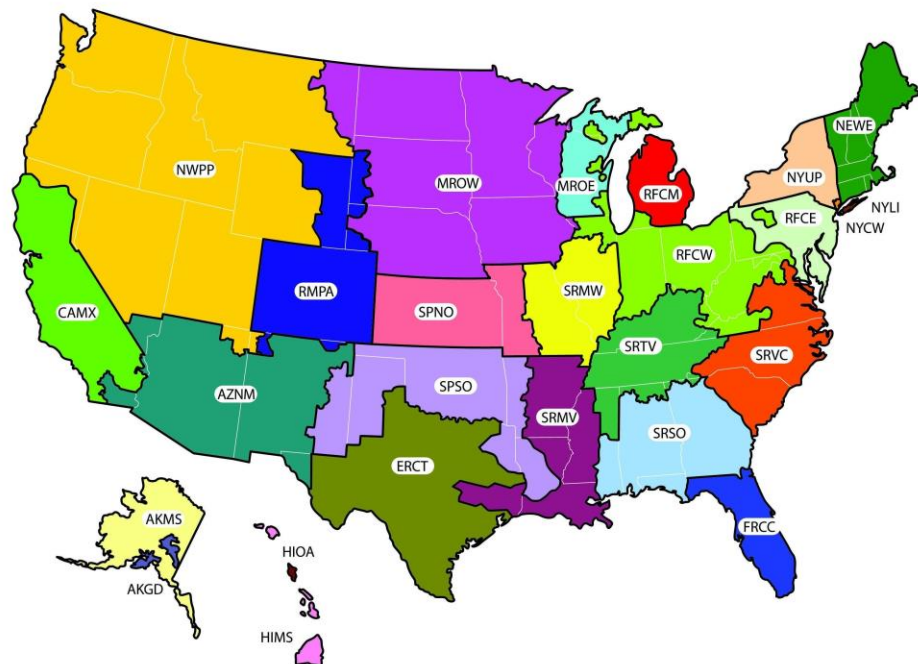 NWPP
MROW
MROE
RFCM
NEWE
NYUP
NYLI
NYCW
RFCE
RFCW
CAMX
RMPA
SPNO
SRMW
SRTV
SRVC
AZNM
SPSO
SRMV
SRSO
ERCT
FRCC
AKMS
AKGD
HIOA
HIMS